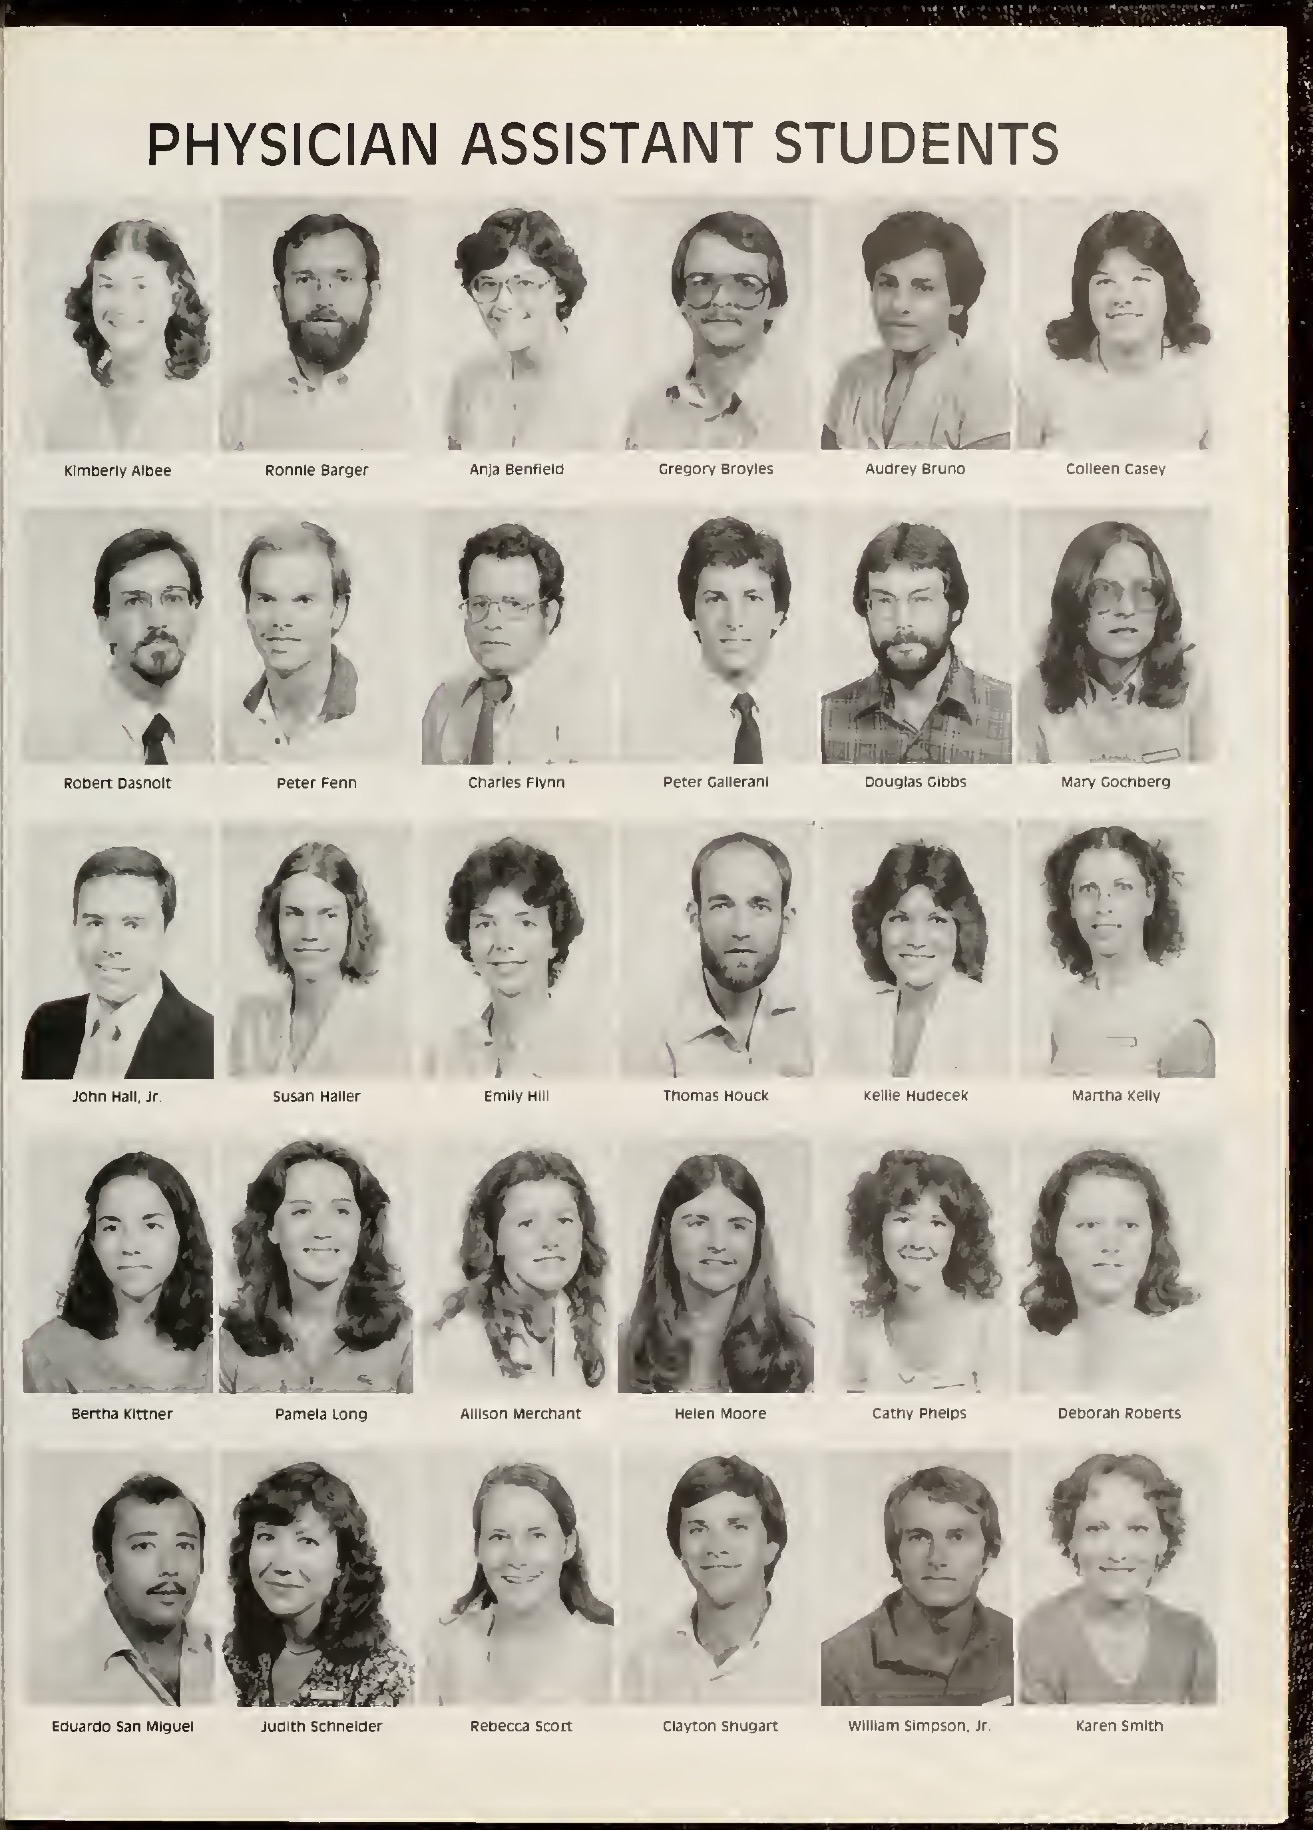 PHYSICIAN ASSISTANT STUDENTS
Kimberly Albee Ronnie Barger Anja Benfield Gregory Broyles Audrey Bruno Colleen Casey
Robert Dasnoit Peter Fenn Charles Flynn Peter Gallerani Douglas Gibbs Mary Gochberg
John Hall, Jr. Susan Haller Emily Hill Thomas Houck Kellie Hudecek Martha Kelly
Bertha Kittner Pamela Long Allison Merchant Helen Moore Cathy Phelps Deborah Roberts
Eduardo San Miguel Judith Schneider Rebecca Scott Clayton Shugart William Simpson, Jr. Karen Smith